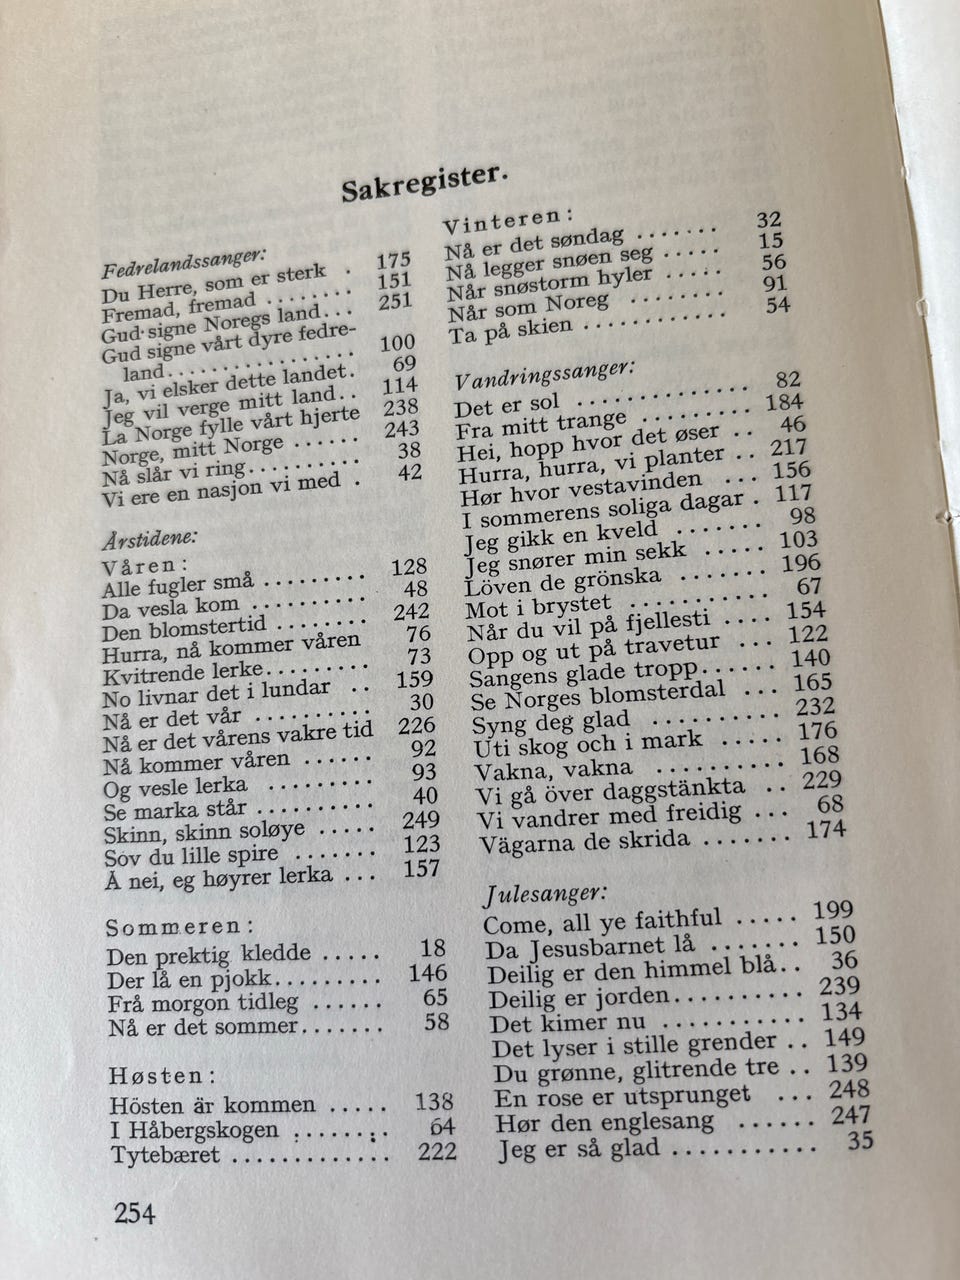 Sakregister.
Fedrelandssanger:
Du Herre, som er sterk . 175
Fremad, fremad ........ 151
Gud signe Noregs land... 251
Gud signe vårt dyre fedre-
land................ 100
Ja, vi elsker dette landet. 69
Jeg vil verge mitt land.. 114
La Norge fylle vårt hjerte 238
Norge, mitt Norge ...... 243
Nå slår vi ring.......... 38
Vi ere en nasjon vi med . 42
Årstidene:
Våren:
Alle fugler små ......... 128
Da vesla kom .......... 48
Den blomstertid ........ 242
Hurra, nå kommer våren 76
Kvitrende lerke......... 73
No livnar det i lundar .. 159
Nå er det vår .......... 30
Nå er det vårens vakre tid 226
Nå kommer våren ...... 92
Og vesle lerka ......... 93
Se marka står .......... 40
Skinn, skinn soløye ..... 249
Sov du lille spire ....... 123
Å nei, eg høyrer lerka ... 157
Sommeren:
Den prektig kledde ..... 18
Der lå en pjokk......... 146
Frå morgon tidleg ...... 65
Nå er det sommer....... 58
Høsten:
Hösten är kommen ..... 138
I Håbergskogen ........ 64
Tytebæret ............. 222
Vinteren:
Nå er det søndag ....... 32
Nå legger snøen seg ..... 15
Når snøstorm hyler ..... 56
Når som Noreg ........ 91
Ta på skien ............ 54
Vandringssanger:
Det er sol ............. 82
Fra mitt trange ......... 184
Hei, hopp hvor det øser .. 46
Hurra, hurra, vi planter .. 217
Hør hvor vestavinden ... 156
I sommerens soliga dagar . 117
Jeg gikk en kveld ....... 98
Jeg snører min sekk ..... 103
Löven de grönska ....... 196
Mot i brystet ........... 67
Når du vil på fjellesti .... 154
Opp og ut på travetur ... 122
Sangens glade tropp...... 140
Se Norges blomsterdal ... 165
Syng deg glad .......... 232
Uti skog och i mark ..... 176
Vakna, vakna .......... 168
Vi gå över daggstänkta .. 229
Vi vandrer med freidig ... 68
Vägarna de skrida ....... 174
Julesanger:
Come, all ye faithful ..... 199
Da Jesusbarnet lå ....... 150
Deilig er den himmel blå.. 36
Deilig er jorden.......... 239
Det kimer nu ........... 134
Det lyser i stille grender .. 149
Du grønne, glitrende tre .. 139
En rose er utsprunget ... 248
Hør den englesang ...... 247
Jeg er så glad ........... 35
254